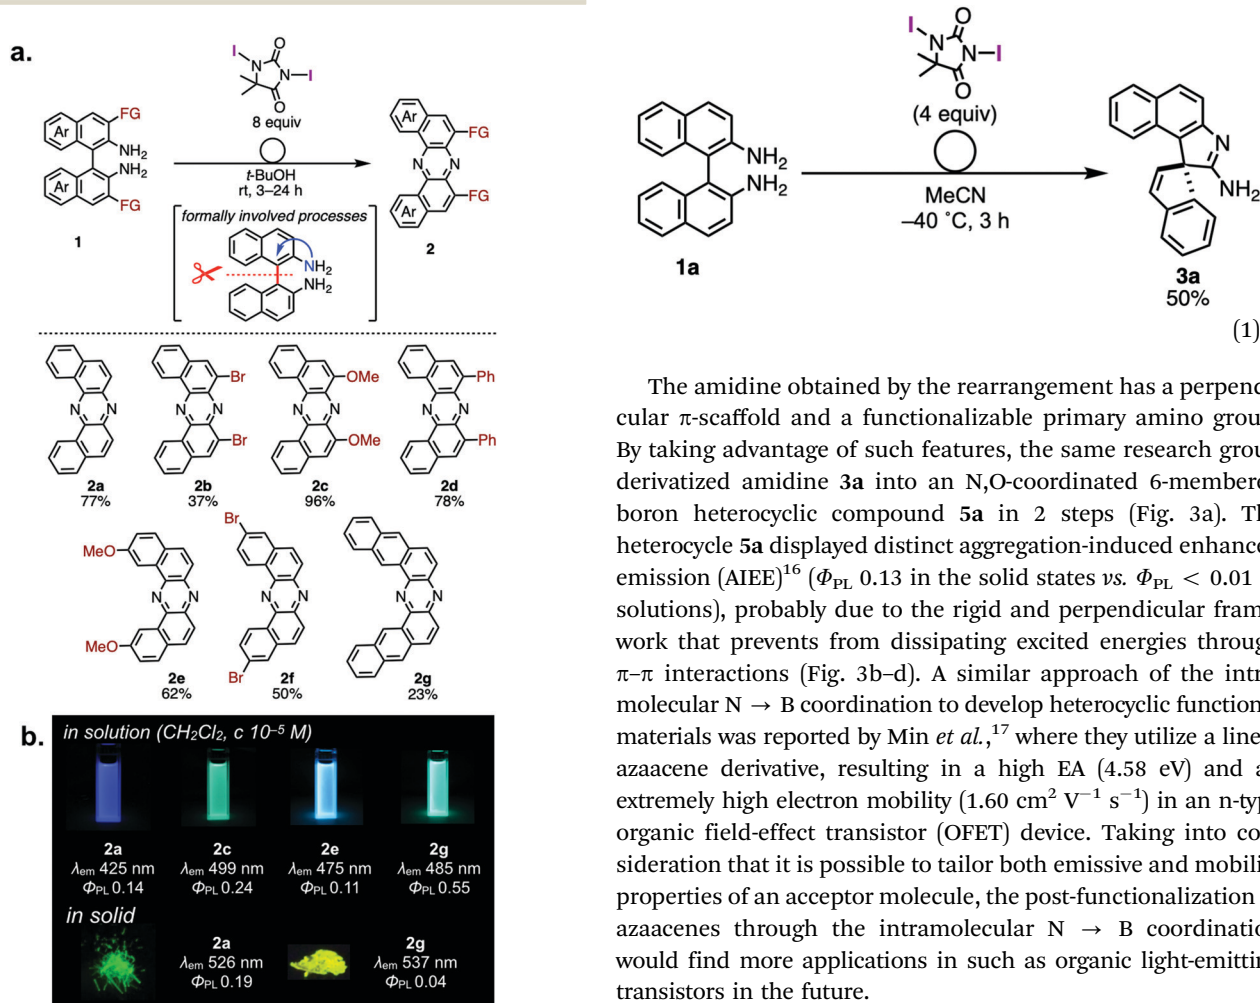 a.
I
N
O
N
I
O
8 equiv
t-BuOH
rt, 3–24 h
Ar
FG
NH2
NH2
Ar
FG
1
Ar
FG
N
N
FG
Ar
2
formally involved processes
NH2
NH2
N
N
2a
77%
Br
N
N
Br
2b
37%
OMe
N
N
OMe
2c
96%
Ph
N
N
Ph
2d
78%
MeO
N
N
MeO
2e
62%
Br
N
N
Br
2f
50%
N
N
2g
23%
b.
in solution (CH2Cl2, c 10–5 M)
2a
λem 425 nm
ΦPL 0.14
2c
λem 499 nm
ΦPL 0.24
2e
λem 475 nm
ΦPL 0.11
2g
λem 485 nm
ΦPL 0.55
in solid
2a
λem 526 nm
ΦPL 0.19
2g
λem 537 nm
ΦPL 0.04
I
N
O
N
I
O
(4 equiv)
MeCN
–40 ˚C, 3 h
NH2
NH2
1a
N
NH2
3a
50%
(1)
The amidine obtained by the rearrangement has a perpend
cular π-scaffold and a functionalizable primary amino grou
By taking advantage of such features, the same research grou
derivatized amidine 3a into an N,O-coordinated 6-membere
boron heterocyclic compound 5a in 2 steps (Fig. 3a). Th
heterocycle 5a displayed distinct aggregation-induced enhance
emission (AIEE)16 (ΦPL 0.13 in the solid states vs. ΦPL < 0.01
solutions), probably due to the rigid and perpendicular fram
work that prevents from dissipating excited energies throug
π–π interactions (Fig. 3b–d). A similar approach of the intr
molecular N → B coordination to develop heterocyclic function
materials was reported by Min et al.,17 where they utilize a line
azaacene derivative, resulting in a high EA (4.58 eV) and a
extremely high electron mobility (1.60 cm2 V−1 s−1) in an n-typ
organic field-effect transistor (OFET) device. Taking into co
sideration that it is possible to tailor both emissive and mobili
properties of an acceptor molecule, the post-functionalization
azaacenes through the intramolecular N → B coordinatio
would find more applications in such as organic light-emittin
transistors in the future.